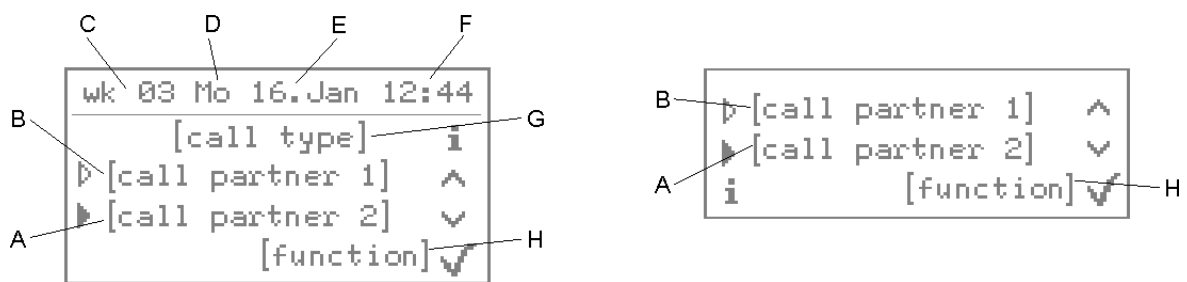 C D E F
wk 03 Mo 16.Jan 12:44
[call type] i G
B [call partner 1]
A [call partner 2]
[function] H
B [call partner 1]
A [call partner 2]
i [function] H